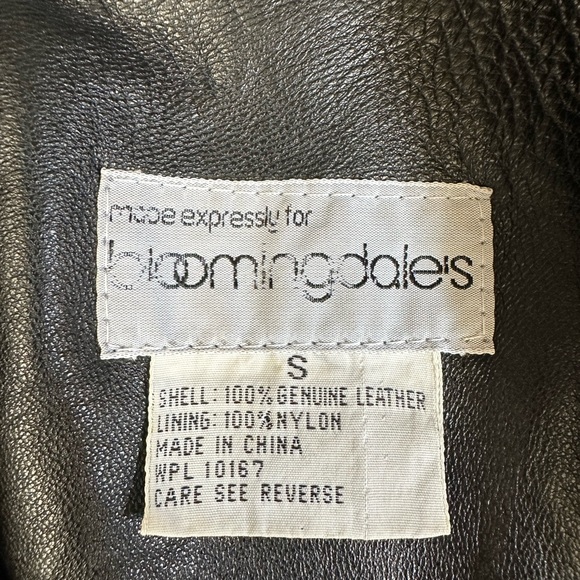 made expressly for
bloomingdale's
S
SHELL: 100% GENUINE LEATHER
LINING: 100% NYLON
MADE IN CHINA
WPL 10167
CARE SEE REVERSE